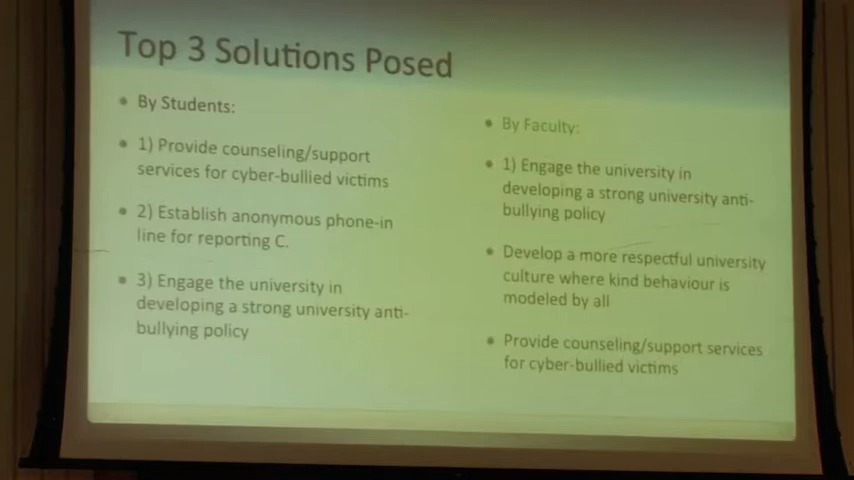 Top 3 Solutions Posed
• By Students:
• 1) Provide counseling/support
services for cyber-bullied victims
• 2) Establish anonymous phone-in
line for reporting C.
• 3) Engage the university in
developing a strong university anti-
bullying policy
• By Faculty:
• 1) Engage the university in
developing a strong university anti-
bullying policy
• Develop a more respectful university
culture where kind behaviour is
modeled by all
• Provide counseling/support services
for cyber-bullied victims